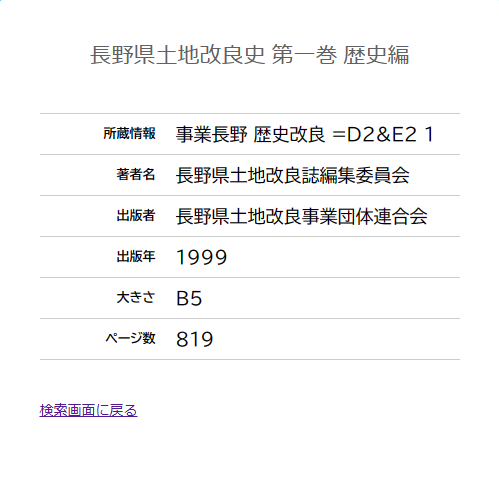 長野県土地改良史 第一巻 歴史編
所蔵情報 事業長野 歴史改良 =D2&E2 1
著者名 長野県土地改良誌編集委員会
出版者 長野県土地改良事業団体連合会
出版年 1999
大きさ B5
ページ数 819
検索画面に戻る